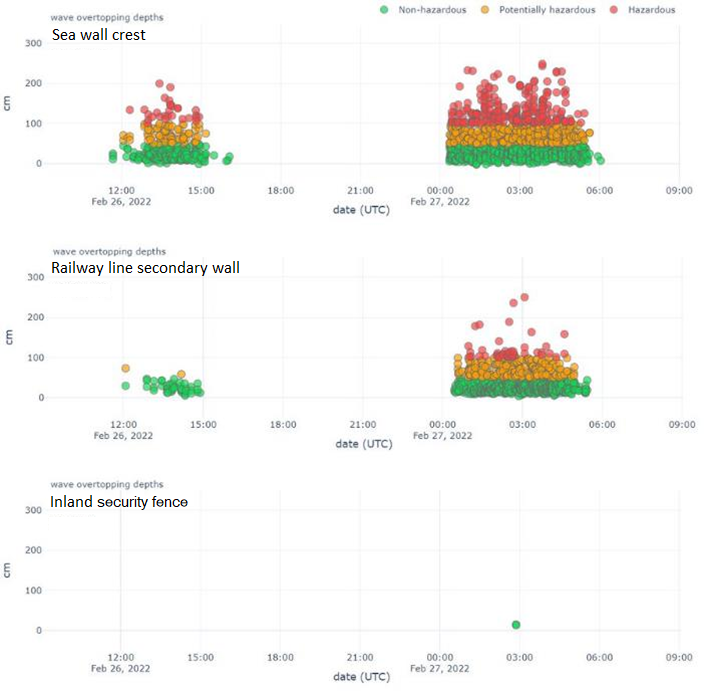 wave overtopping depths
Non-hazardous Potentially hazardous Hazardous
Sea wall crest
300
200
100
0
cm
12:00 15:00 18:00 21:00 00:00 03:00 06:00 09:00
Feb 26, 2022 Feb 27, 2022
date (UTC)
wave overtopping depths
Railway line secondary wall
300
200
100
0
cm
12:00 15:00 18:00 21:00 00:00 03:00 06:00 09:00
Feb 26, 2022 Feb 27, 2022
date (UTC)
wave overtopping depths
Inland security fence
300
200
100
0
cm
12:00 15:00 18:00 21:00 00:00 03:00 06:00 09:00
Feb 26, 2022 Feb 27, 2022
date (UTC)